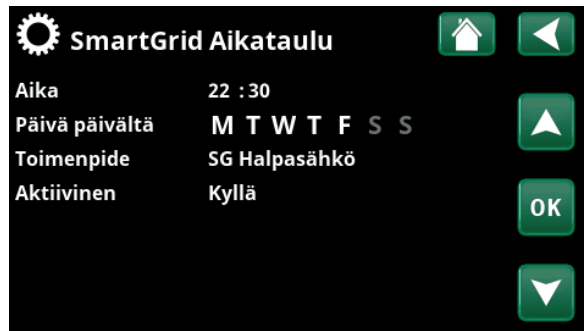 SmartGrid Aikataulu
Aika 22 :30
Päivä päivältä M T W T F S S
Toimenpide SG Halpasähkö
Aktiivinen Kyllä
OK